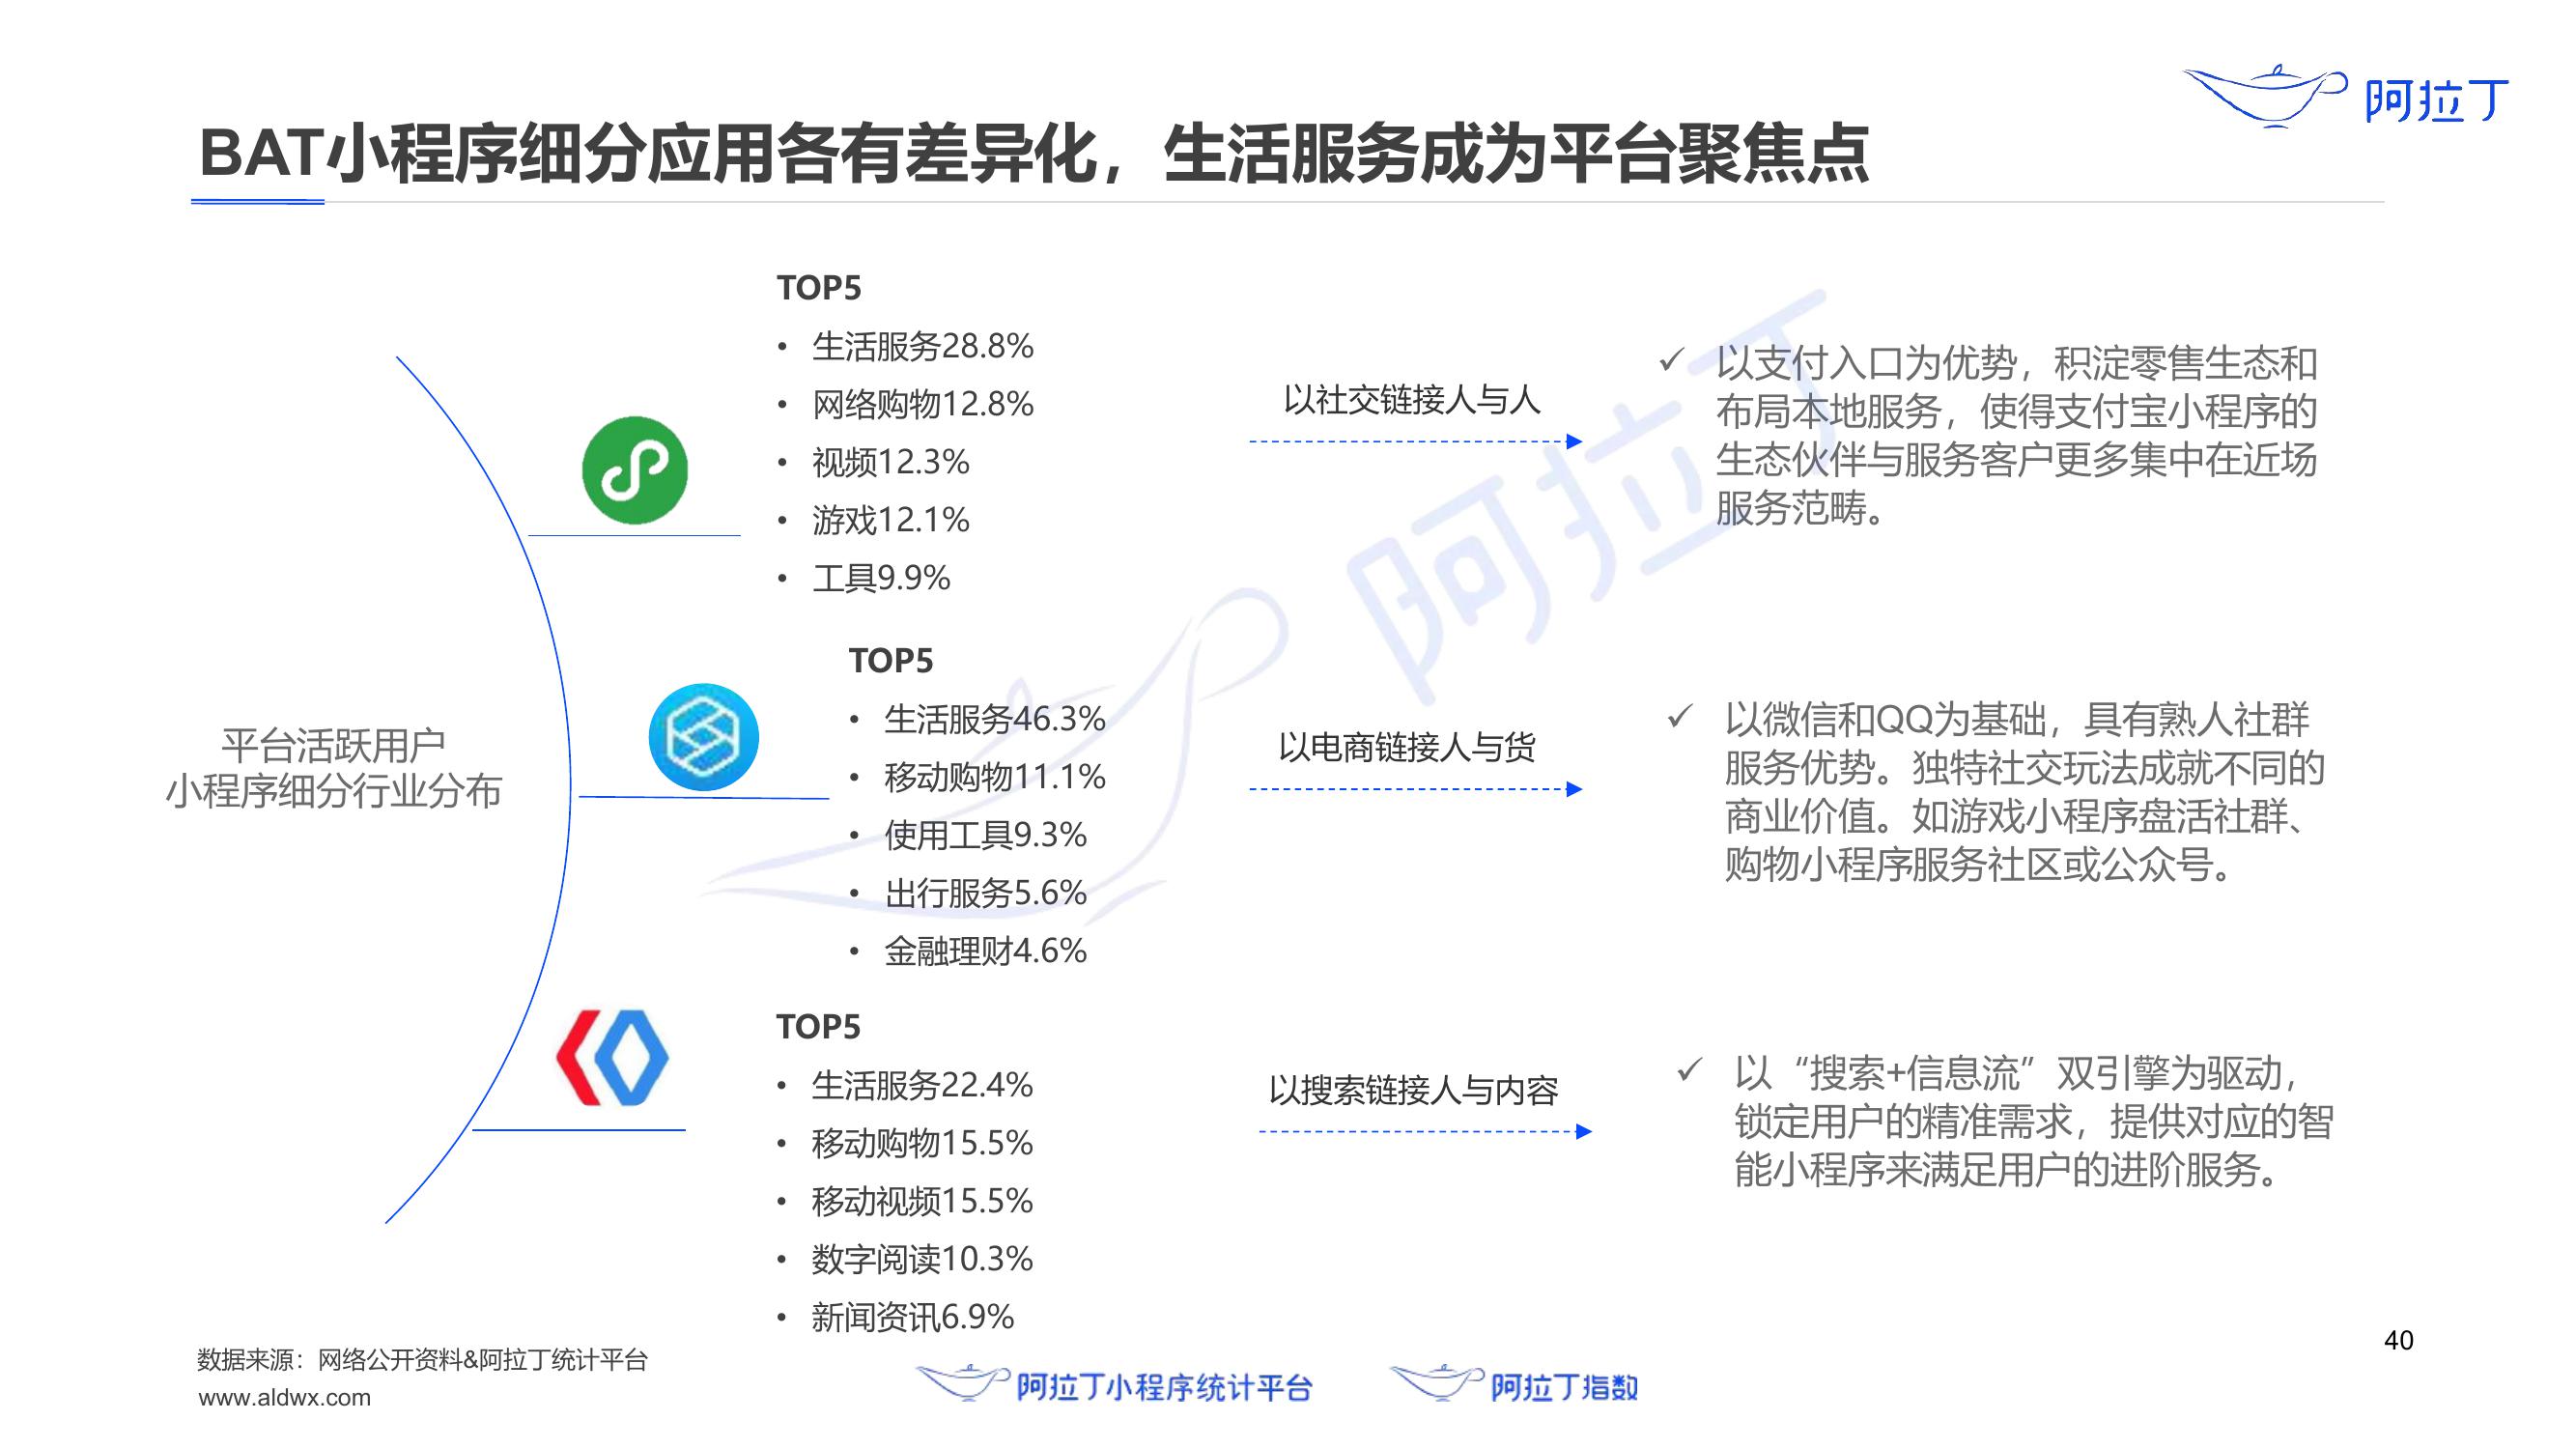 阿拉丁
BAT小程序细分应用各有差异化，生活服务成为平台聚焦点
平台活跃用户
小程序细分行业分布
TOP5
• 生活服务28.8%
• 网络购物12.8%
• 视频12.3%
• 游戏12.1%
• 工具9.9%
以社交链接人与人
✓ 以支付入口为优势，积淀零售生态和
布局本地服务，使得支付宝小程序的
生态伙伴与服务客户更多集中在近场
服务范畴。
TOP5
• 生活服务46.3%
• 移动购物11.1%
• 使用工具9.3%
• 出行服务5.6%
• 金融理财4.6%
以电商链接人与货
✓ 以微信和QQ为基础，具有熟人社群
服务优势。独特社交玩法成就不同的
商业价值。如游戏小程序盘活社群、
购物小程序服务社区或公众号。
TOP5
• 生活服务22.4%
• 移动购物15.5%
• 移动视频15.5%
• 数字阅读10.3%
• 新闻资讯6.9%
以搜索链接人与内容
✓ 以“搜索+信息流”双引擎为驱动，
锁定用户的精准需求，提供对应的智
能小程序来满足用户的进阶服务。
阿拉丁
数据来源：网络公开资料&阿拉丁统计平台
www.aldwx.com
阿拉丁小程序统计平台
阿拉丁指数
40